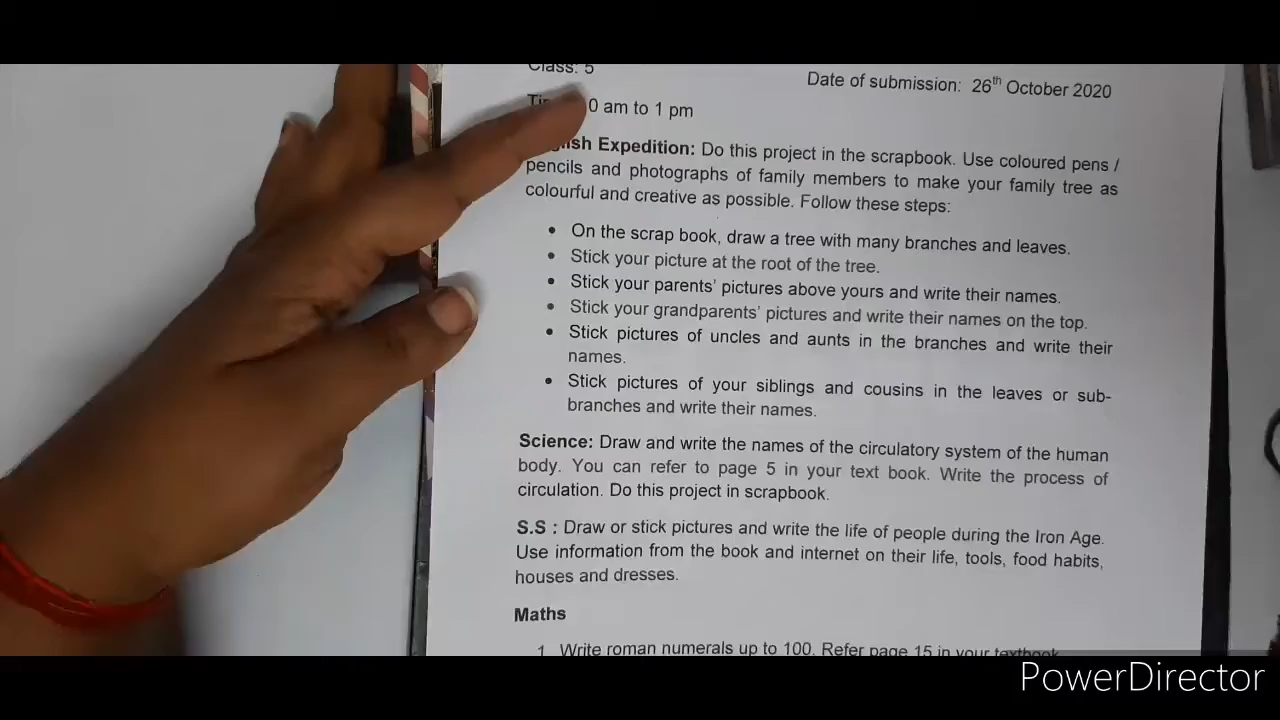 Class: 5
Date of submission: 26th October 2020
0 am to 1 pm
Expedition: Do this project in the scrapbook. Use coloured pens /
pencils and photographs of family members to make your family tree as
colourful and creative as possible. Follow these steps:
• On the scrap book, draw a tree with many branches and leaves.
• Stick your picture at the root of the tree.
• Stick your parents' pictures above yours and write their names.
• Stick your grandparents' pictures and write their names on the top.
• Stick pictures of uncles and aunts in the branches and write their
names.
• Stick pictures of your siblings and cousins in the leaves or sub-
branches and write their names.
Science: Draw and write the names of the circulatory system of the human
body. You can refer to page 5 in your text book. Write the process of
circulation. Do this project in scrapbook.
S.S : Draw or stick pictures and write the life of people during the Iron Age.
Use information from the book and internet on their life, tools, food habits,
houses and dresses.
Maths
1. Write roman numerals up to 100. Refer page 15 in your textbook
PowerDirector